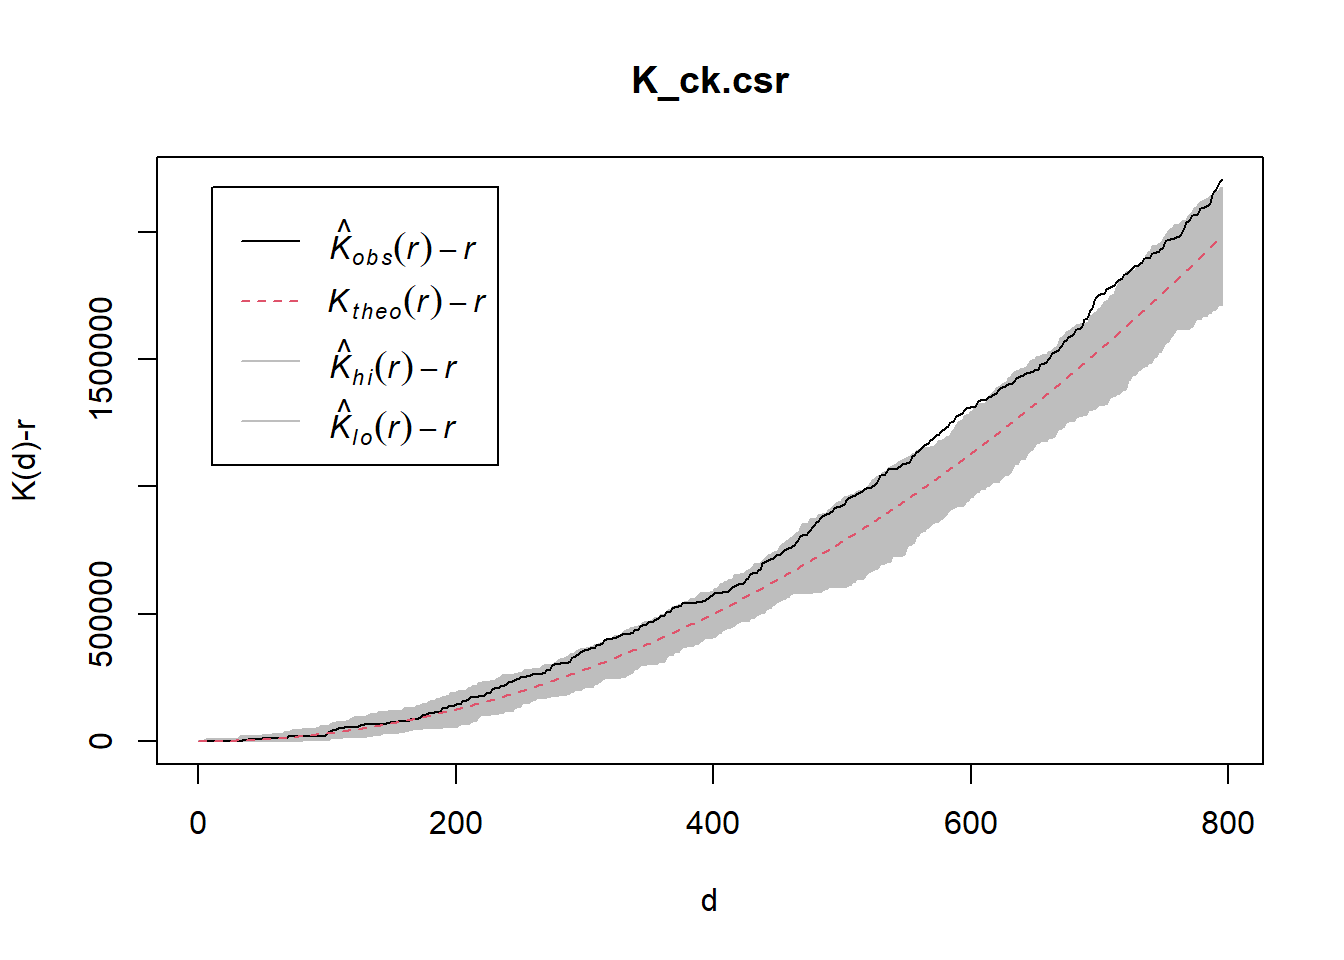 K_ck.csr
K̂obs(r) − r
Ktheo(r) − r
K̂hi(r) − r
K̂lo(r) − r
K(d)-r
0
500000
1500000
0 200 400 600 800
d